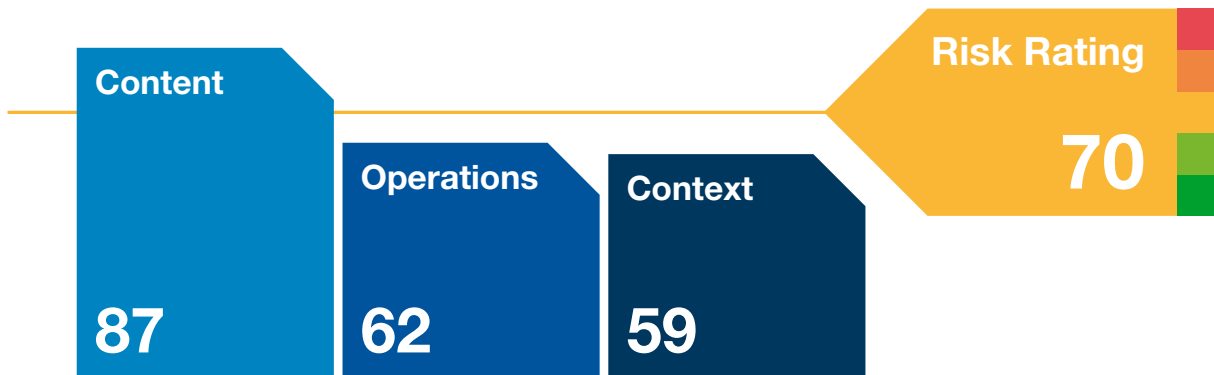 Content
87
Operations
62
Context
59
Risk Rating
70